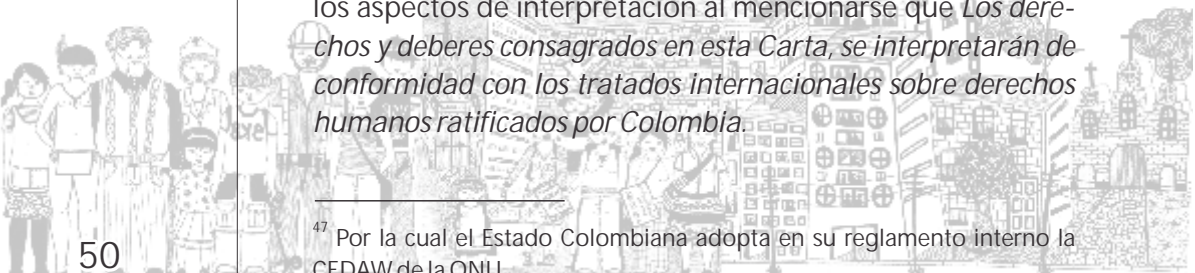 los aspectos de interpretación al mencionarse que Los dere-
chos y deberes consagrados en esta Carta, se interpretarán de
conformidad con los tratados internacionales sobre derechos
humanos ratificados por Colombia.
47 Por la cual el Estado Colombiana adopta en su reglamento interno la
CEDAW de la ONU
50